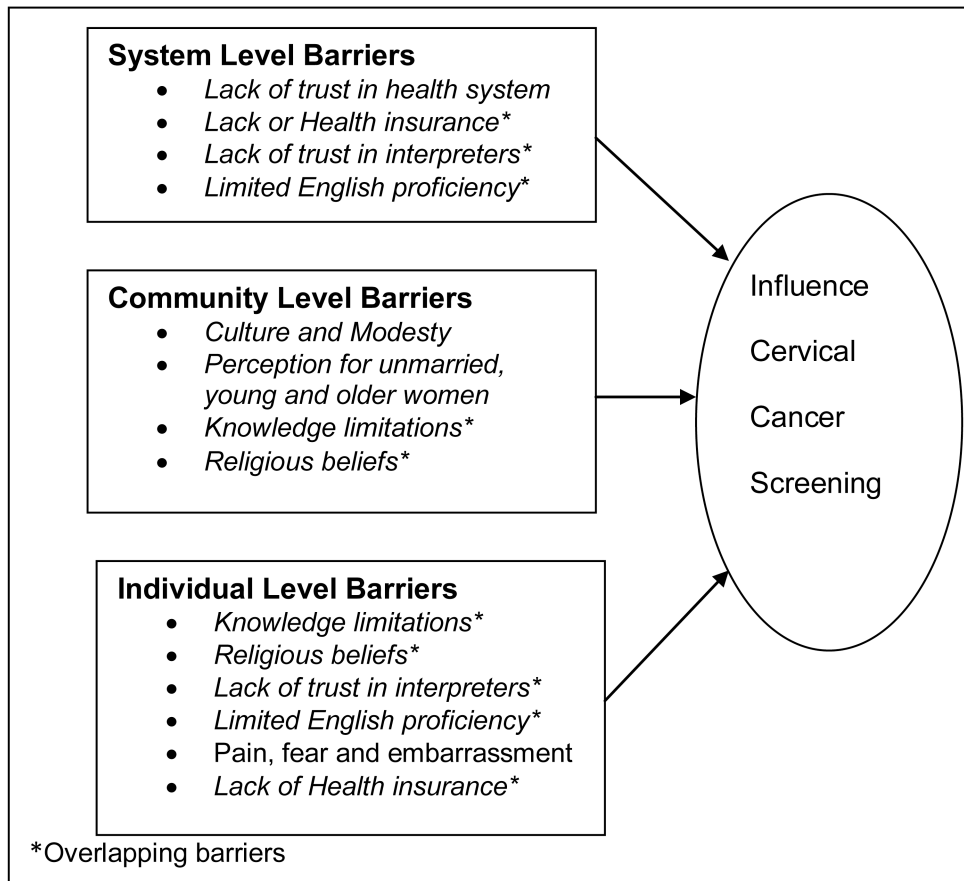 System Level Barriers
• Lack of trust in health system
• Lack or Health insurance*
• Lack of trust in interpreters*
• Limited English proficiency*
Community Level Barriers
• Culture and Modesty
• Perception for unmarried,
young and older women
• Knowledge limitations*
• Religious beliefs*
Individual Level Barriers
• Knowledge limitations*
• Religious beliefs*
• Lack of trust in interpreters*
• Limited English proficiency*
• Pain, fear and embarrassment
• Lack of Health insurance*
Influence
Cervical
Cancer
Screening
*Overlapping barriers